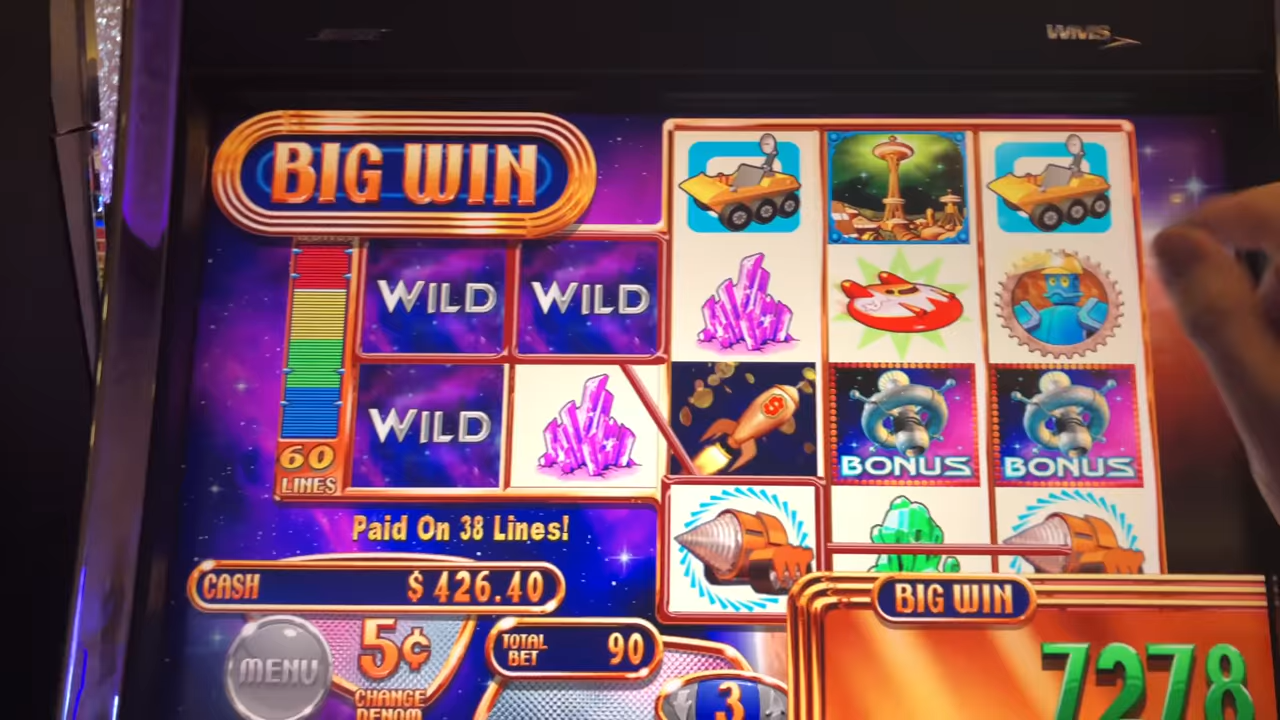 WMS
BIG WIN
WILD
WILD
WILD
$
BONUS
BONUS
60
LINES
Paid On 38 Lines!
CASH
$426.40
BIG WIN
MENU
5¢
CHANGE
DENOM
TOTAL
BET
90
3
7278